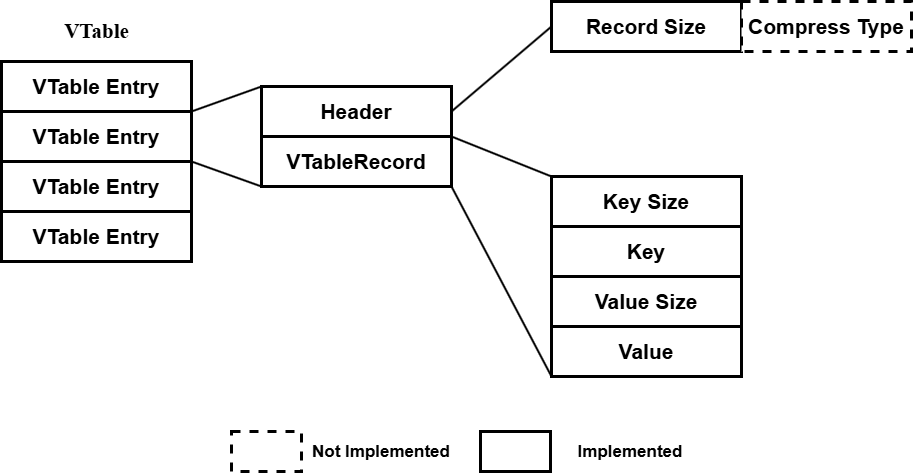 VTable
VTable Entry
VTable Entry
VTable Entry
VTable Entry
Header
VTableRecord
Record Size
Compress Type
Key Size
Key
Value Size
Value
Not Implemented
Implemented